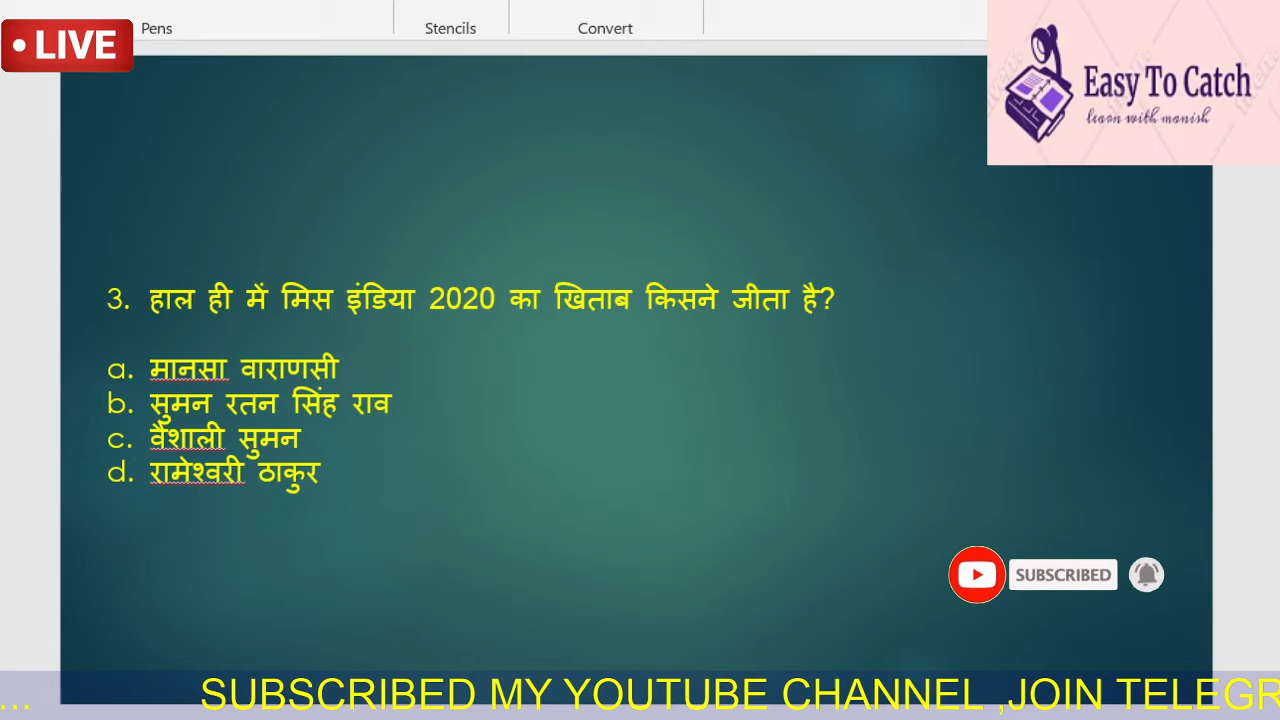 Pens
Stencils
Convert
• LIVE
Easy To Catch
learn with manish
3. हाल ही में मिस इंडिया 2020 का खिताब किसने जीता है?
a. मानसा वाराणसी
b. सुमन रतन सिंह राव
c. वैशाली सुमन
d. रामेश्वरी ठाकुर
SUBSCRIBED
... SUBSCRIBED MY YOUTUBE CHANNEL ,JOIN TELEGR